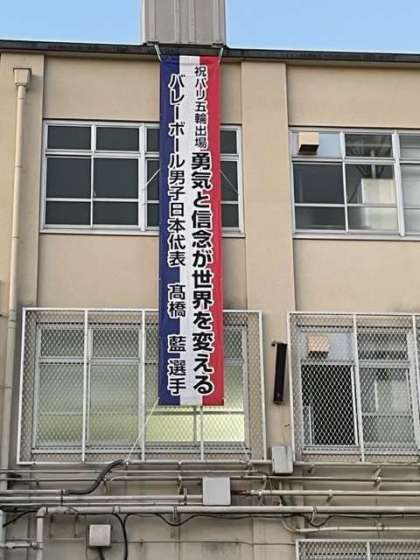 祝パリ五輪出場 勇気と信念が世界を変える
バレーボール男子日本代表 髙橋 藍 選手